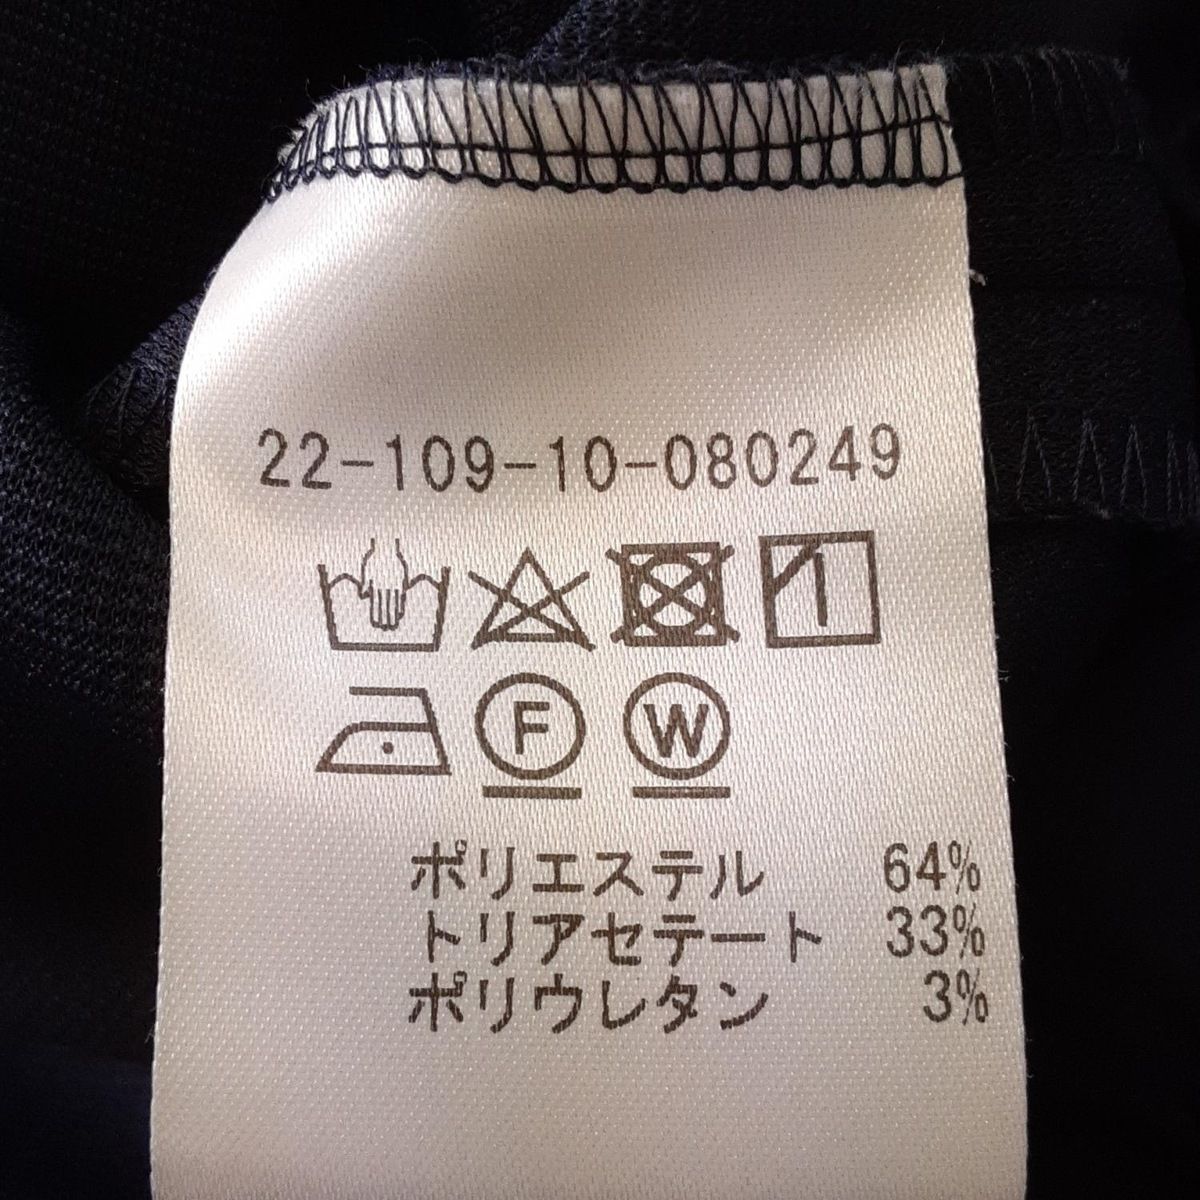 22-109-10-080249
F W
ポリエステル 64%
トリアセテート 33%
ポリウレタン 3%